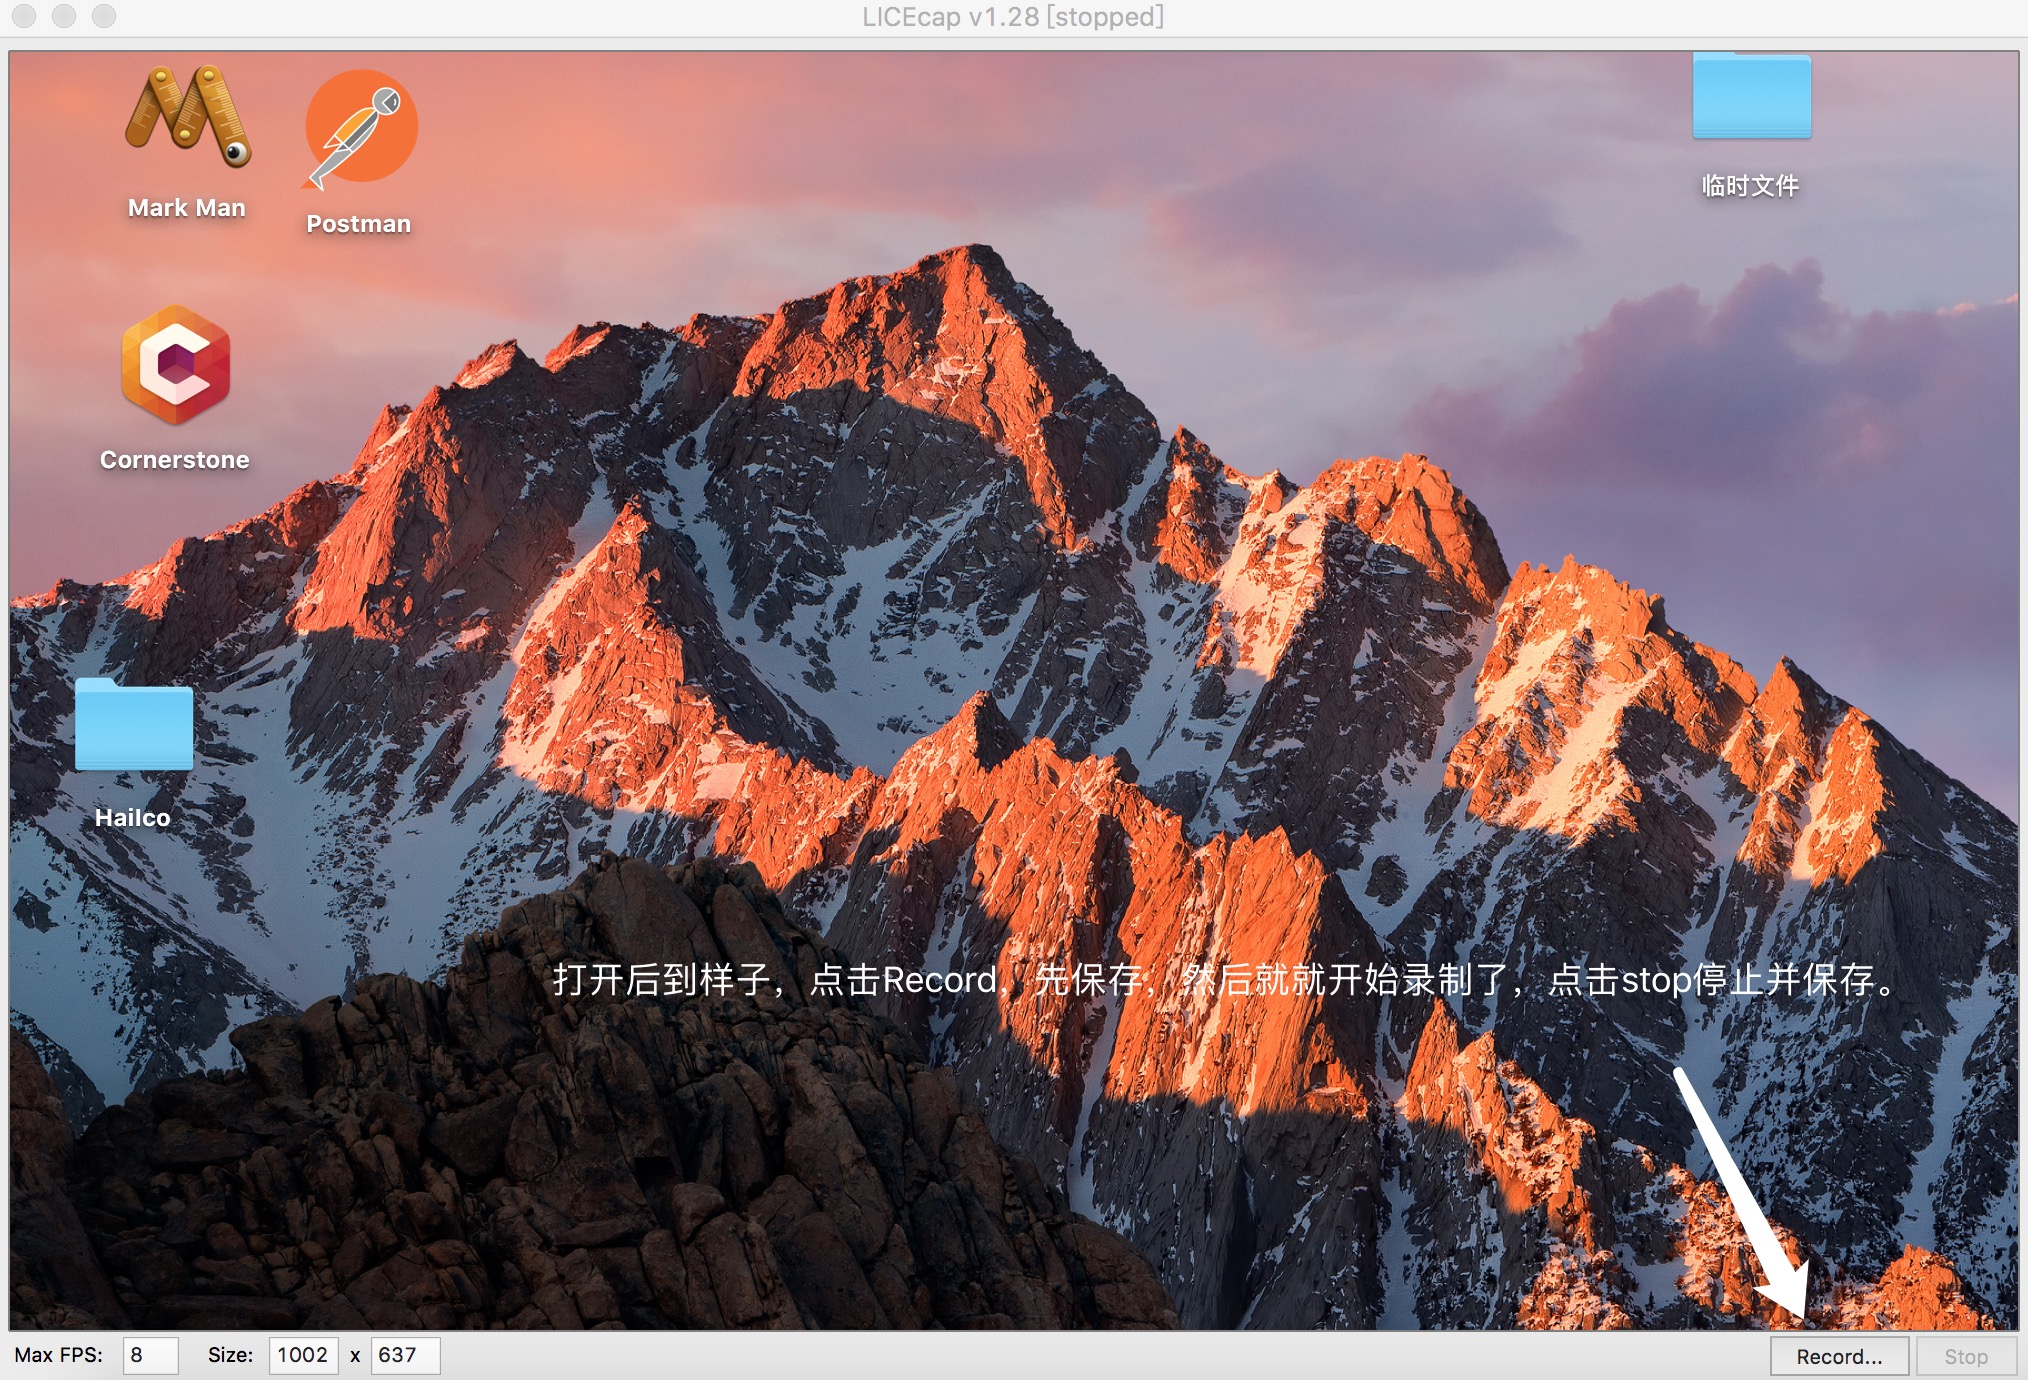 LICEcap v1.28 [stopped]
Mark Man
Postman
临时文件
Cornerstone
Hailco
打开后到样子，点击Record，先保存，然后就就开始录制了，点击stop停止并保存。
Max FPS: 8 Size: 1002 x 637 Record... Stop